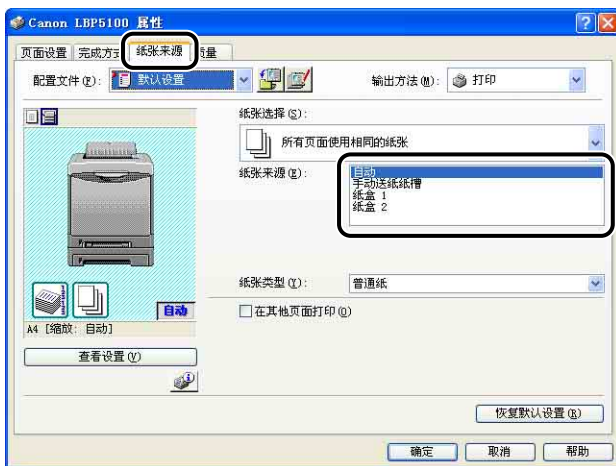 Canon LBP5100 属性
页面设置 完成方式 纸张来源 质量
配置文件(F): 默认设置 输出方法(M): 打印
纸张选择(S):
所有页面使用相同的纸张
纸张来源(E): 自动
手动送纸纸槽
纸盒 1
纸盒 2
自动
A4 [缩放: 自动]
纸张类型(Y): 普通纸
在其他页面打印(O)
查看设置(V)
恢复默认设置(R)
确定 取消 帮助